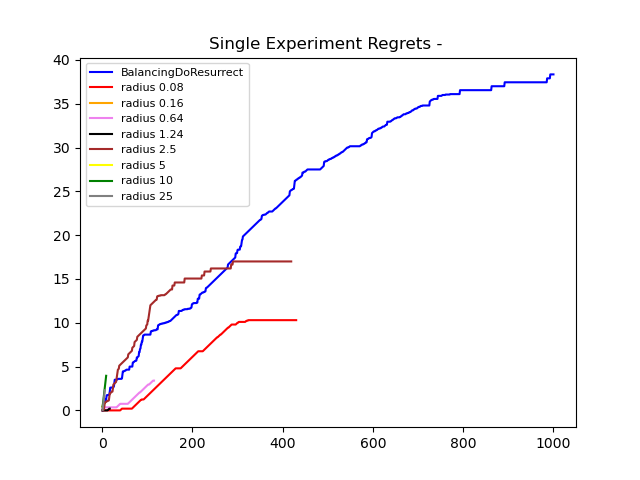 Single Experiment Regrets -
40
35
30
25
20
15
10
5
0
BalancingDoResurrect
radius 0.08
radius 0.16
radius 0.64
radius 1.24
radius 2.5
radius 5
radius 10
radius 25
0 200 400 600 800 1000